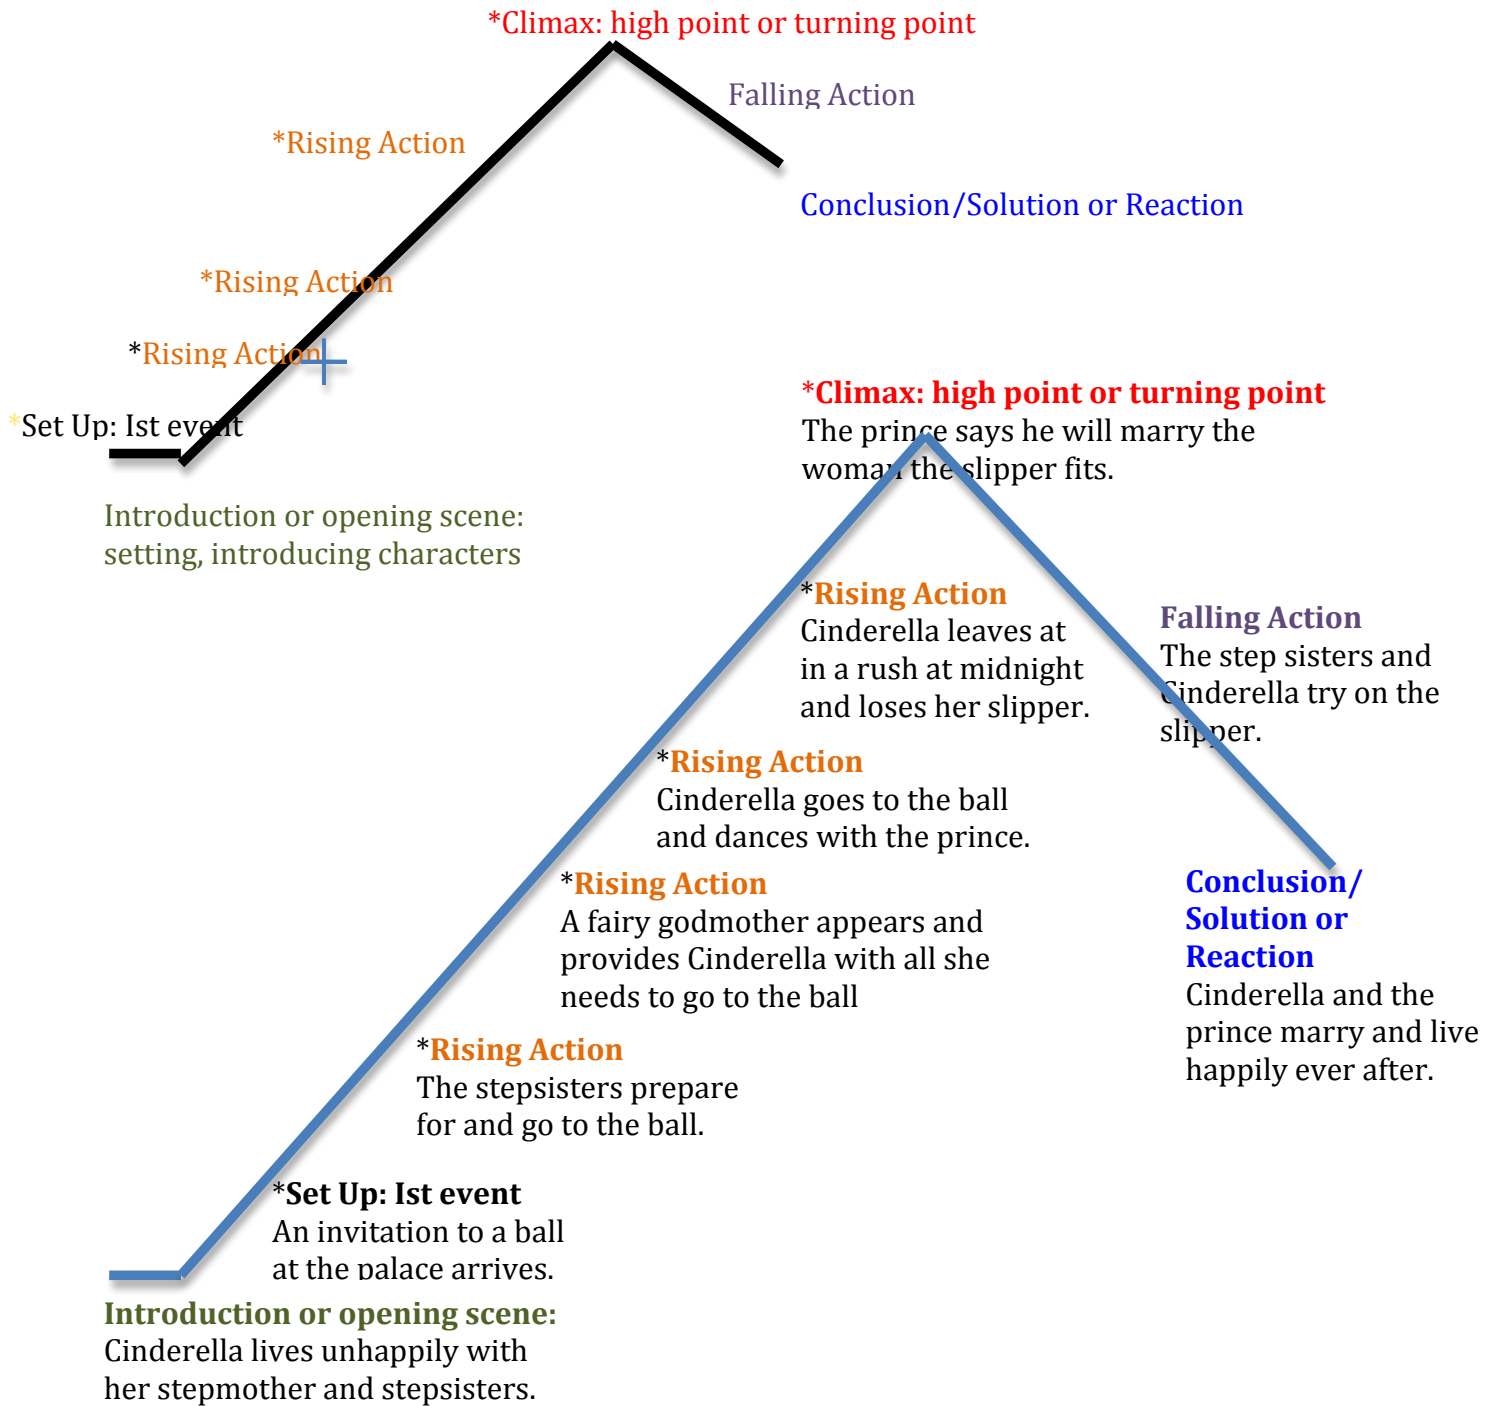 *Climax: high point or turning point
Falling Action
*Rising Action
Conclusion/Solution or Reaction
*Rising Action
*Rising Action
*Set Up: Ist event
Introduction or opening scene:
setting, introducing characters
*Climax: high point or turning point
The prince says he will marry the
woman the slipper fits.
*Rising Action
Cinderella leaves at
in a rush at midnight
and loses her slipper.
Falling Action
The step sisters and
Cinderella try on the
slipper.
*Rising Action
Cinderella goes to the ball
and dances with the prince.
*Rising Action
A fairy godmother appears and
provides Cinderella with all she
needs to go to the ball
Conclusion/
Solution or
Reaction
Cinderella and the
prince marry and live
happily ever after.
*Rising Action
The stepsisters prepare
for and go to the ball.
*Set Up: Ist event
An invitation to a ball
at the palace arrives.
Introduction or opening scene:
Cinderella lives unhappily with
her stepmother and stepsisters.